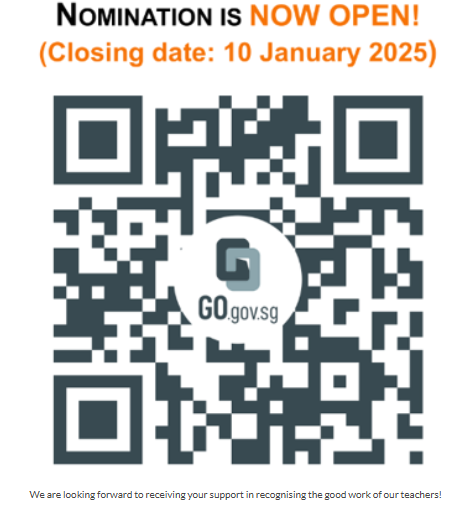 NOMINATION IS NOW OPEN!
(Closing date: 10 January 2025)
GO.gov.sg
We are looking forward to receiving your support in recognising the good work of our teachers!